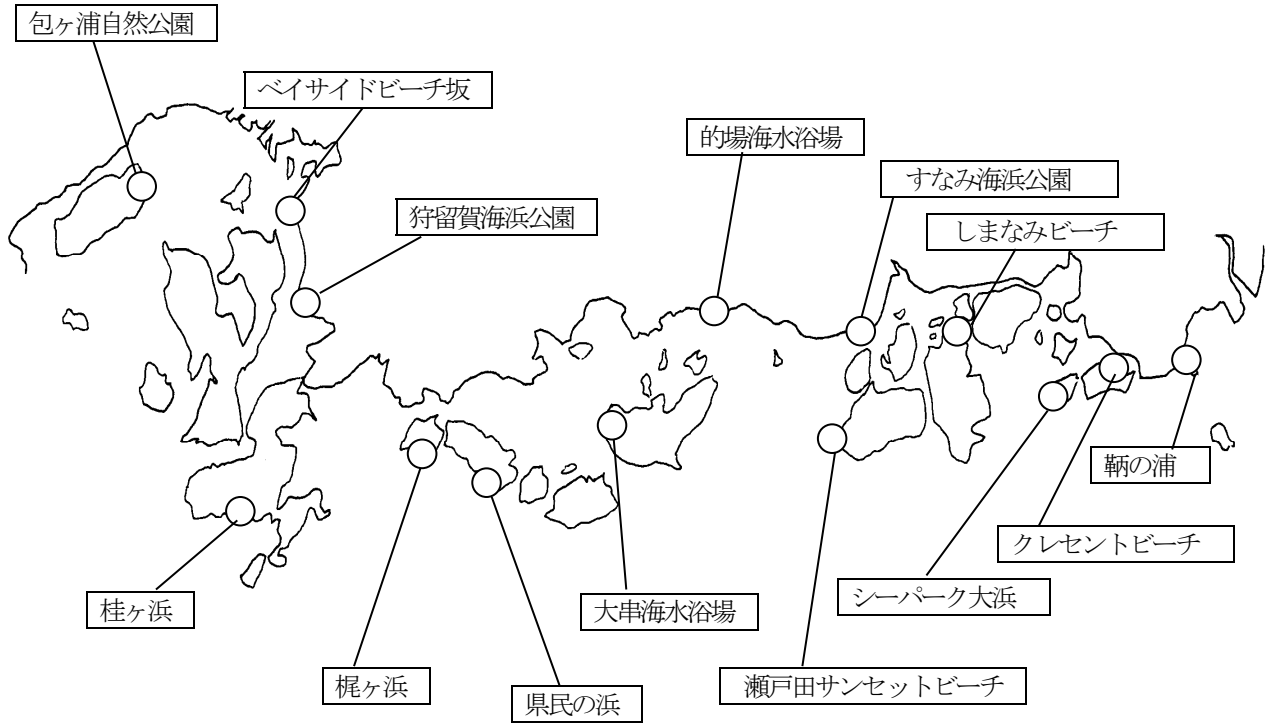 包ヶ浦自然公園
ベイサイドビーチ坂
的場海水浴場
すなみ海浜公園
狩留賀海浜公園
しまなみビーチ
鞆の浦
クレセントビーチ
シーパーク大浜
桂ヶ浜
大串海水浴場
梶ヶ浜
県民の浜
瀬戸田サンセットビーチ